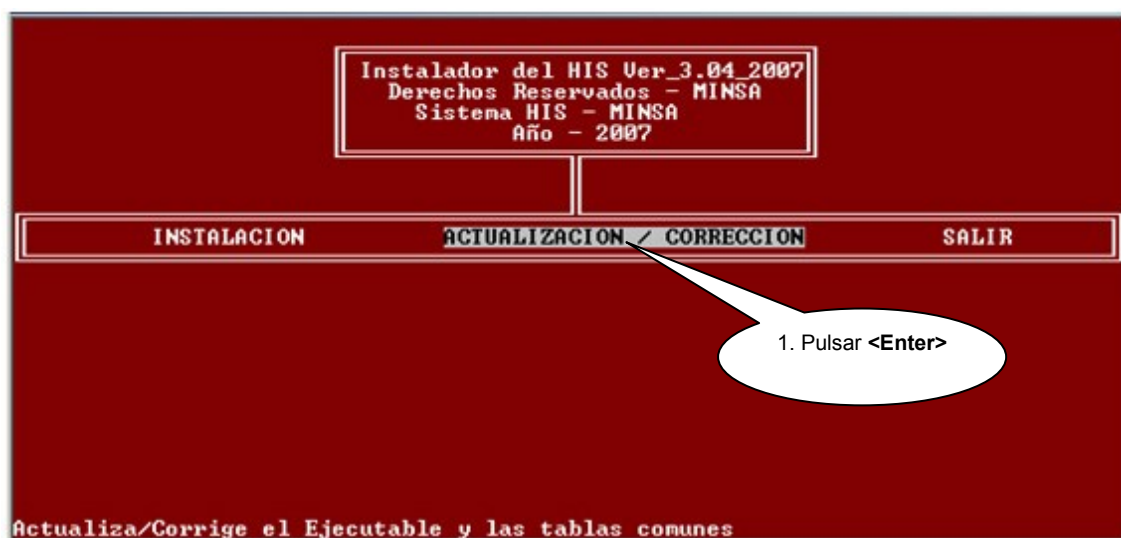 Instalador del HIS Ver_3.04_2007
Derechos Reservados - MINSA
Sistema HIS - MINSA
Año - 2007
INSTALACION ACTUALIZACION / CORRECCION SALIR
1. Pulsar <Enter>
Actualiza/Corrige el Ejecutable y las tablas comunes